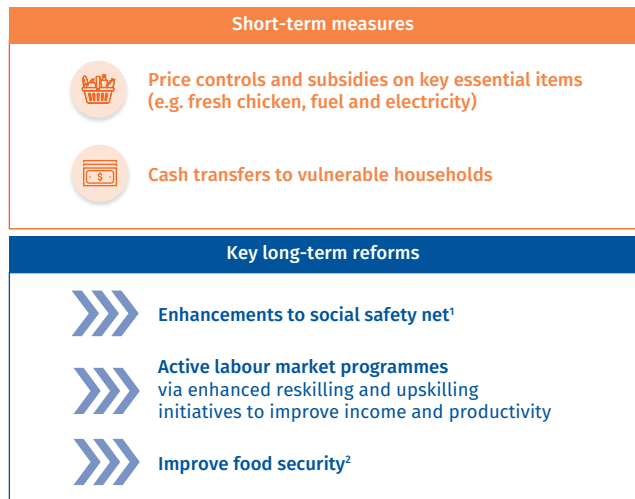 Short-term measures
Price controls and subsidies on key essential items
(e.g. fresh chicken, fuel and electricity)
$
Cash transfers to vulnerable households
Key long-term reforms
Enhancements to social safety net¹
Active labour market programmes
via enhanced reskilling and upskilling
initiatives to improve income and productivity
Improve food security²